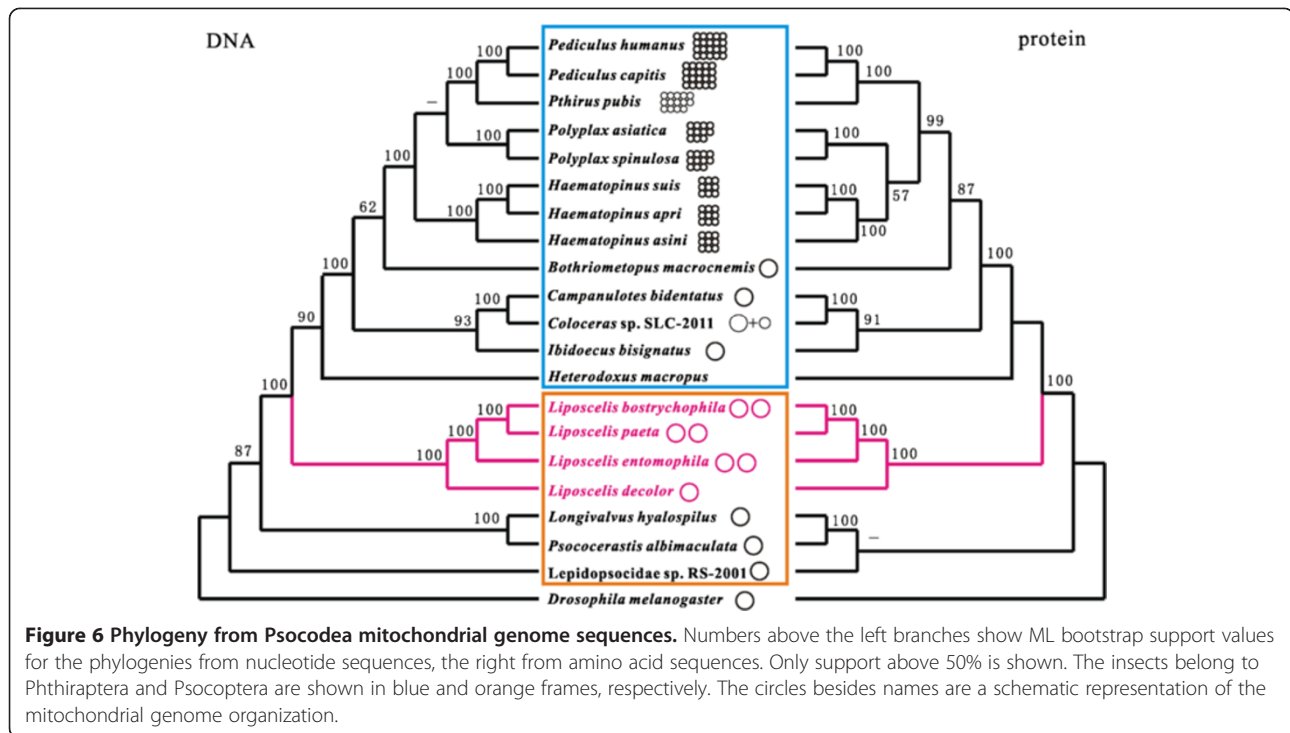 DNA
protein
100
100
–
100
100
62
100
100
100
93
100
90
100
100
100
100
87
100
Pediculus humanus
Pediculus capitis
Pthirus pubis
Polyplax asiatica
Polyplax spinulosa
Haematopinus suis
Haematopinus apri
Haematopinus asini
Bothriometopus macrocnemis
Campanulotes bidentatus
Coloceras sp. SLC-2011 +
Ibidoecus bisignatus
Heterodoxus macropus
Liposcelis bostrychophila
Liposcelis paeta
Liposcelis entomophila
Liposcelis decolor
Longivalvus hyalospilus
Psococerastis albimaculata
Lepidopsocidae sp. RS-2001
Drosophila melanogaster
100
100
99
100
57
87
100
100
100
91
100
100
100
100
100
–
Figure 6 Phylogeny from Psocodea mitochondrial genome sequences. Numbers above the left branches show ML bootstrap support values
for the phylogenies from nucleotide sequences, the right from amino acid sequences. Only support above 50% is shown. The insects belong to
Phthiraptera and Psocoptera are shown in blue and orange frames, respectively. The circles besides names are a schematic representation of the
mitochondrial genome organization.